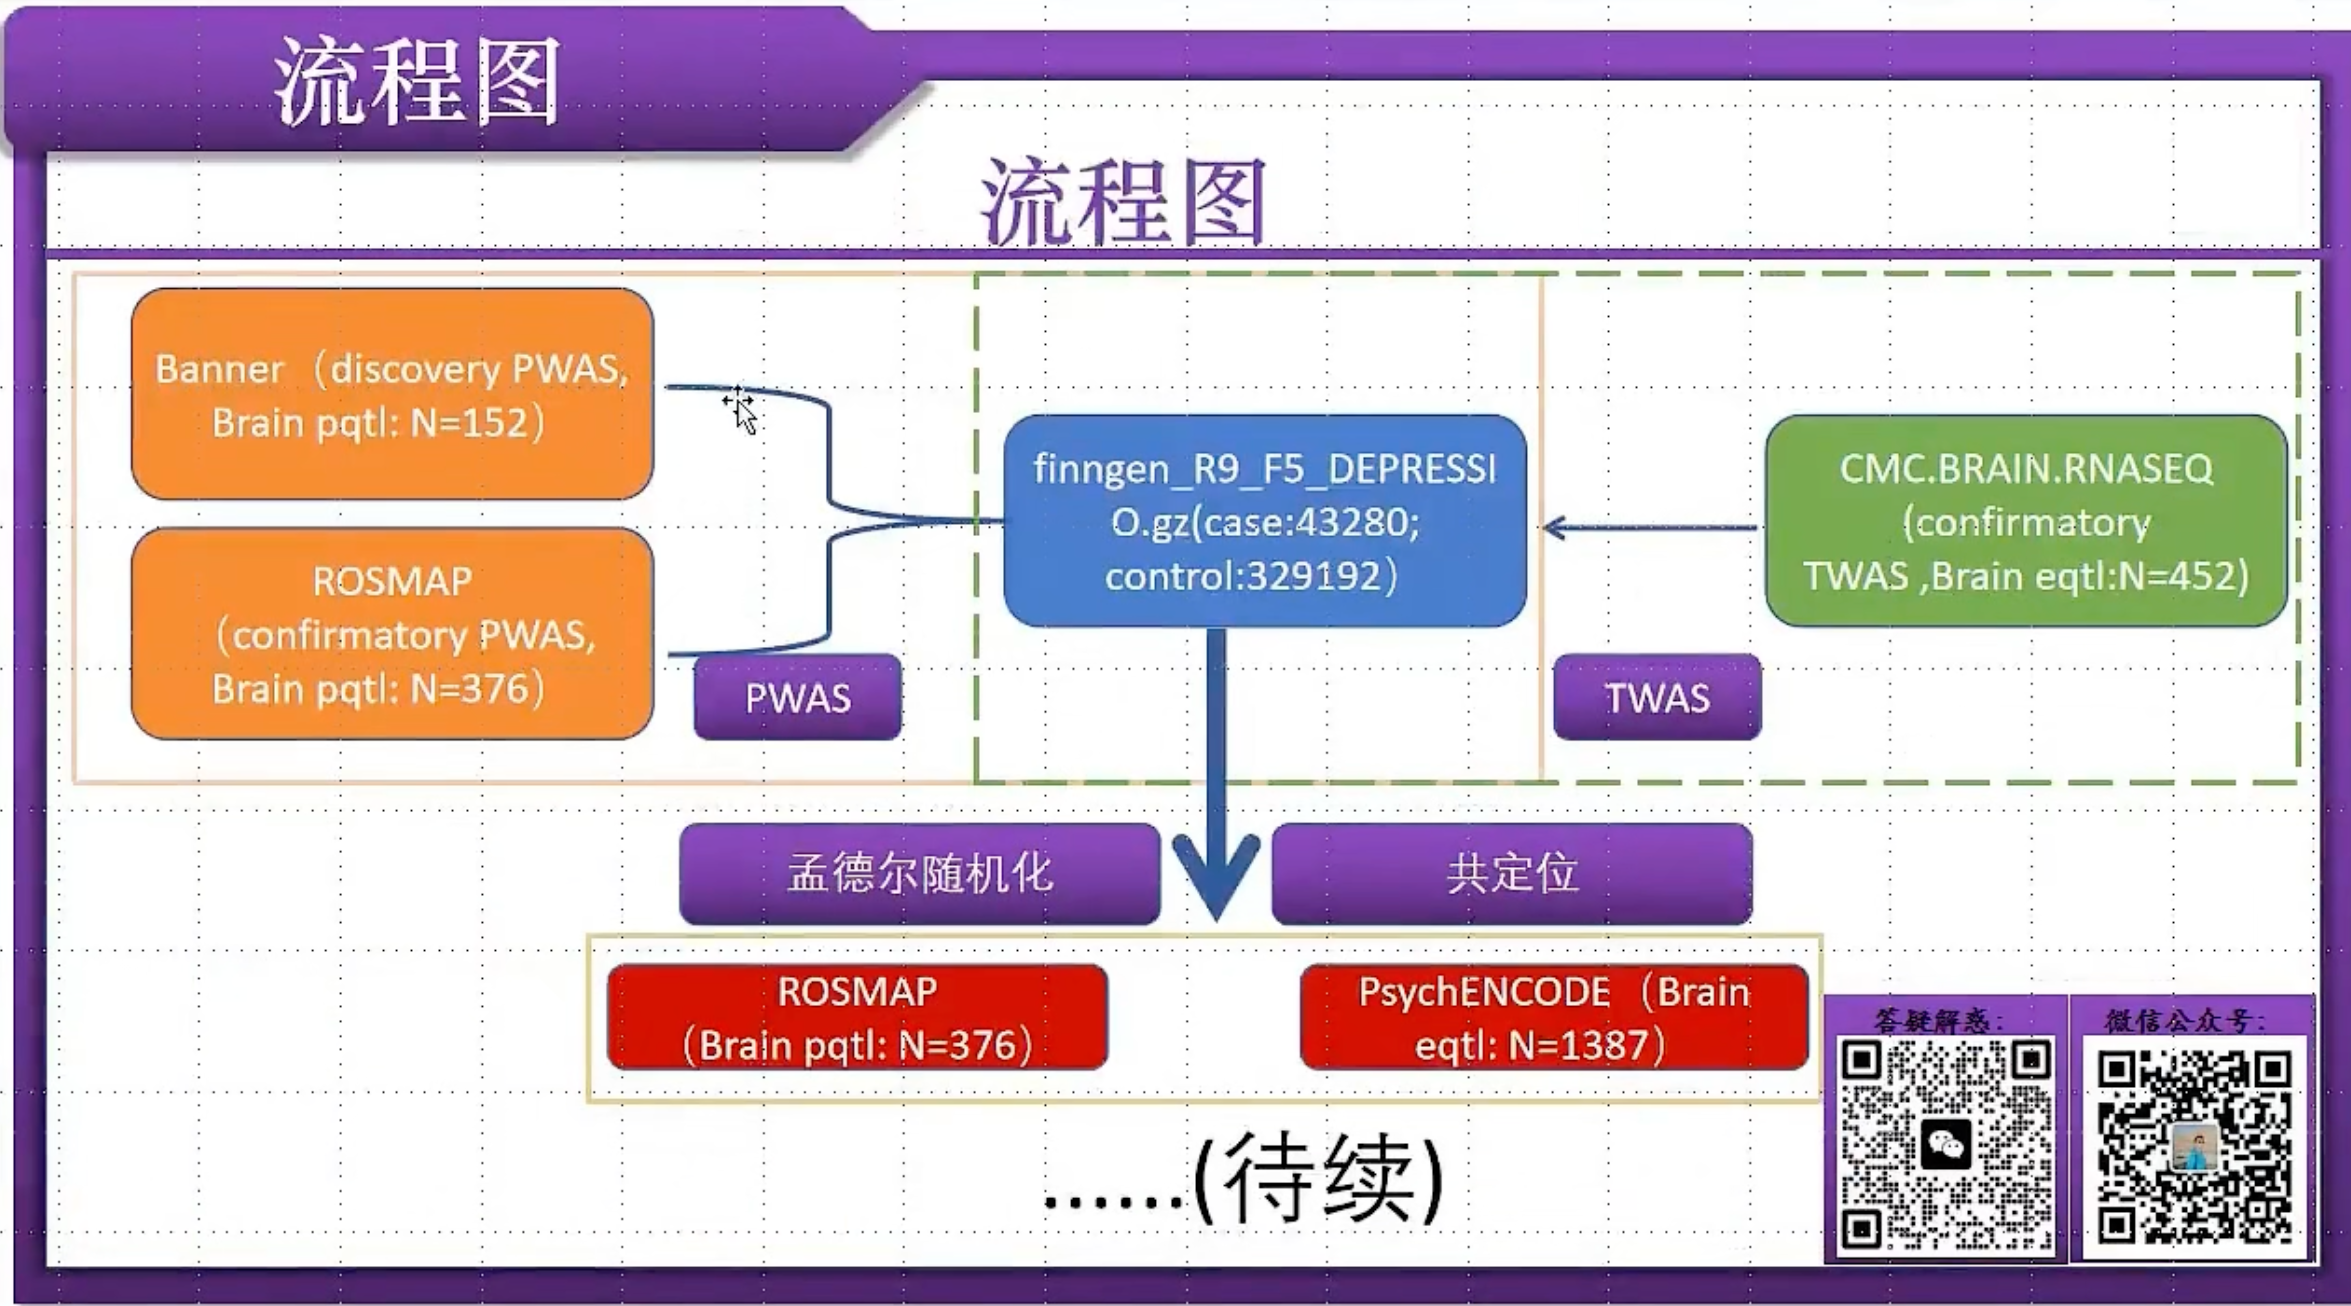 流程图
流程图
Banner（discovery PWAS,
Brain pqtl: N=152）
ROSMAP
（confirmatory PWAS,
Brain pqtl: N=376）
PWAS
finngen_R9_F5_DEPRESSI
O.gz(case:43280;
control:329192）
TWAS
CMC.BRAIN.RNASEQ
(confirmatory
TWAS ,Brain eqtl:N=452)
孟德尔随机化
共定位
ROSMAP
（Brain pqtl: N=376）
PsychENCODE（Brain
eqtl: N=1387）
......(待续)
答疑解惑：
微信公众号：